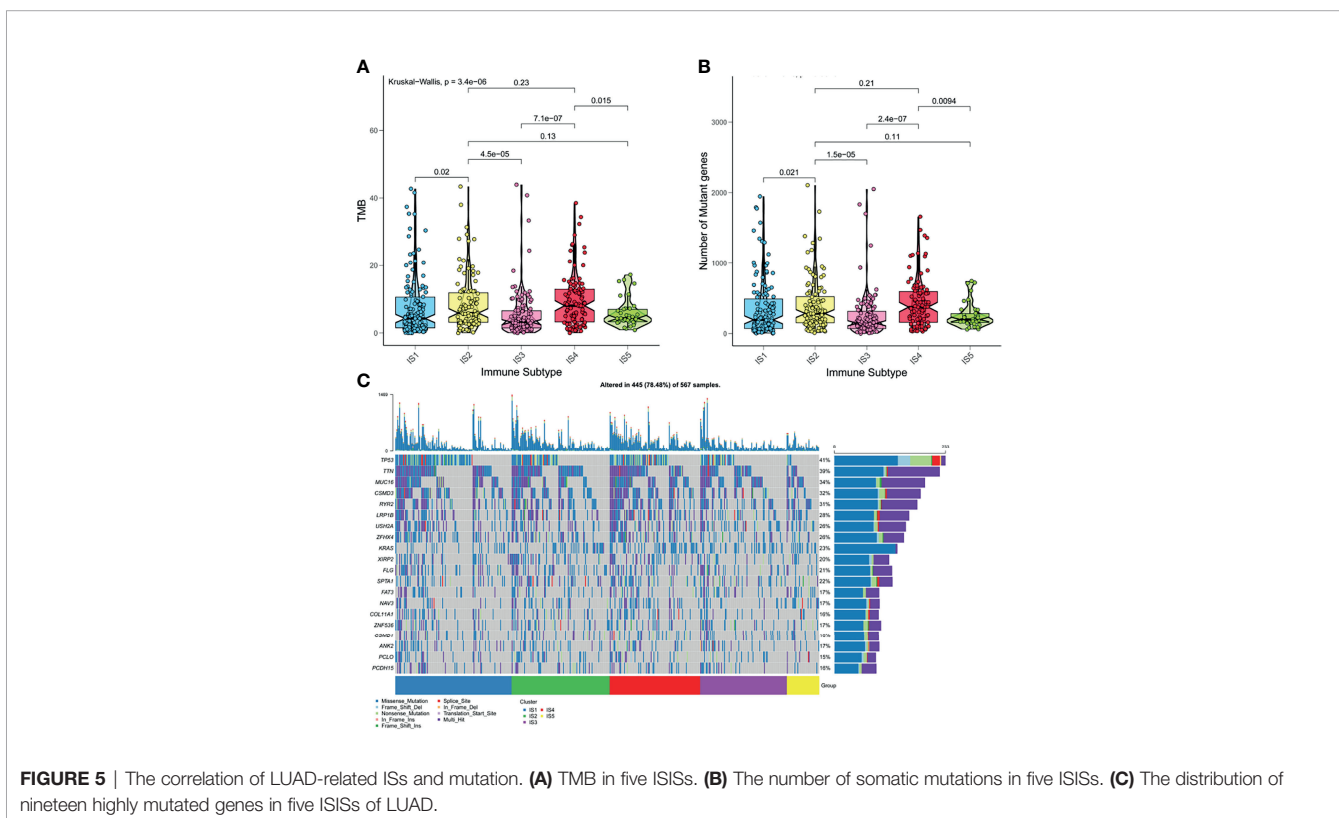 A
Kruskal−Wallis, p = 3.4e−06
0.23
0.015
7.1e−07
0.13
4.5e−05
0.02
TMB
60
40
20
0
IS1
IS2
IS3
IS4
IS5
Immune Subtype
B
0.21
0.0094
2.4e−07
0.11
1.5e−05
0.021
Number of Mutant genes
3000
2000
1000
0
IS1
IS2
IS3
IS4
IS5
Immune Subtype
C
Altered in 445 (78.48%) of 567 samples.
1469
0
0
TP53 41%
TTN 39%
MUC16 34%
CSMD3 32%
RYR2 31%
LRP1B 28%
USH2A 26%
ZFHX4 26%
KRAS 23%
XIRP2 20%
FLG 21%
SPTA1 22%
FAT3 17%
NAV3 17%
COL11A1 16%
ZNF536 17%
ANK2 17%
PCLO 15%
PCDH15 16%
Group
Missense_Mutation
Frame_Shift_Del
Nonsense_Mutation
In_Frame_Ins
Frame_Shift_Ins
Splice_Site
In_Frame_Del
Translation_Start_Site
Multi_Hit
Cluster
IS1
IS2
IS3
IS4
IS5
FIGURE 5 | The correlation of LUAD-related ISs and mutation. (A) TMB in five ISISs. (B) The number of somatic mutations in five ISISs. (C) The distribution of
nineteen highly mutated genes in five ISISs of LUAD.